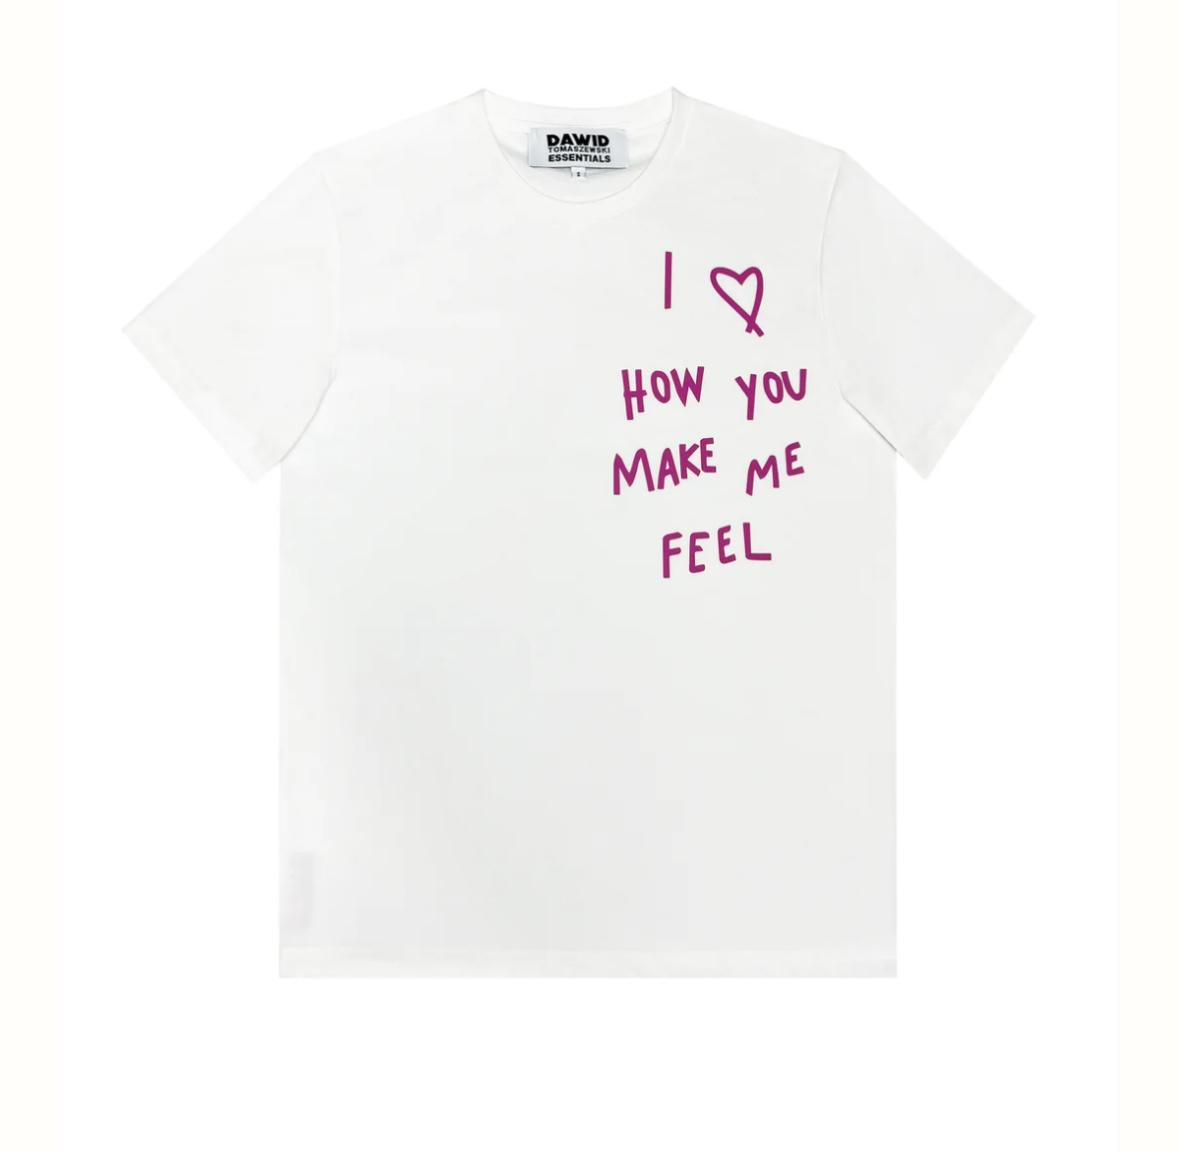 DAWID
TOMASZEWSKI
ESSENTIALS
S
I ♡
HOW YOU
MAKE ME
FEEL